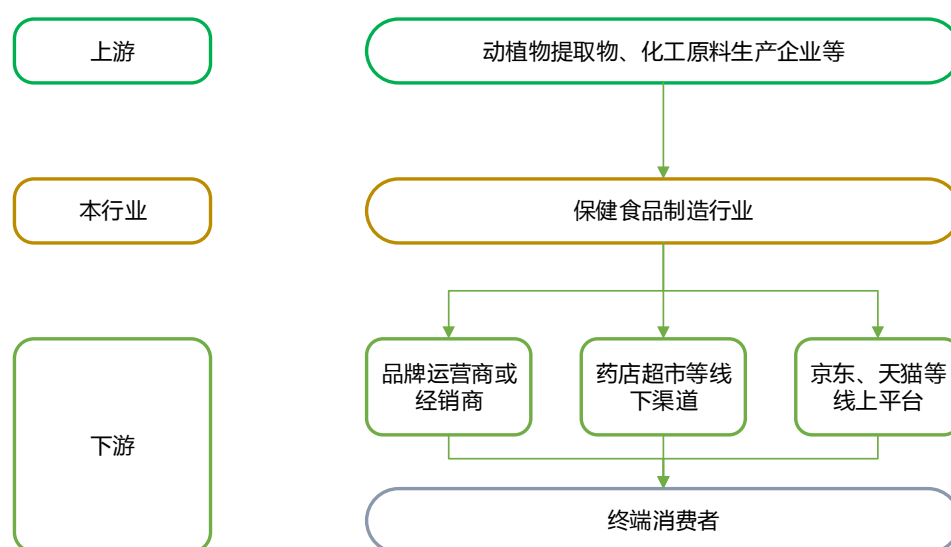 上游
动植物提取物、化工原料生产企业等
本行业
保健食品制造行业
下游
品牌运营商或
经销商
药店超市等线
下渠道
京东、天猫等
线上平台
终端消费者